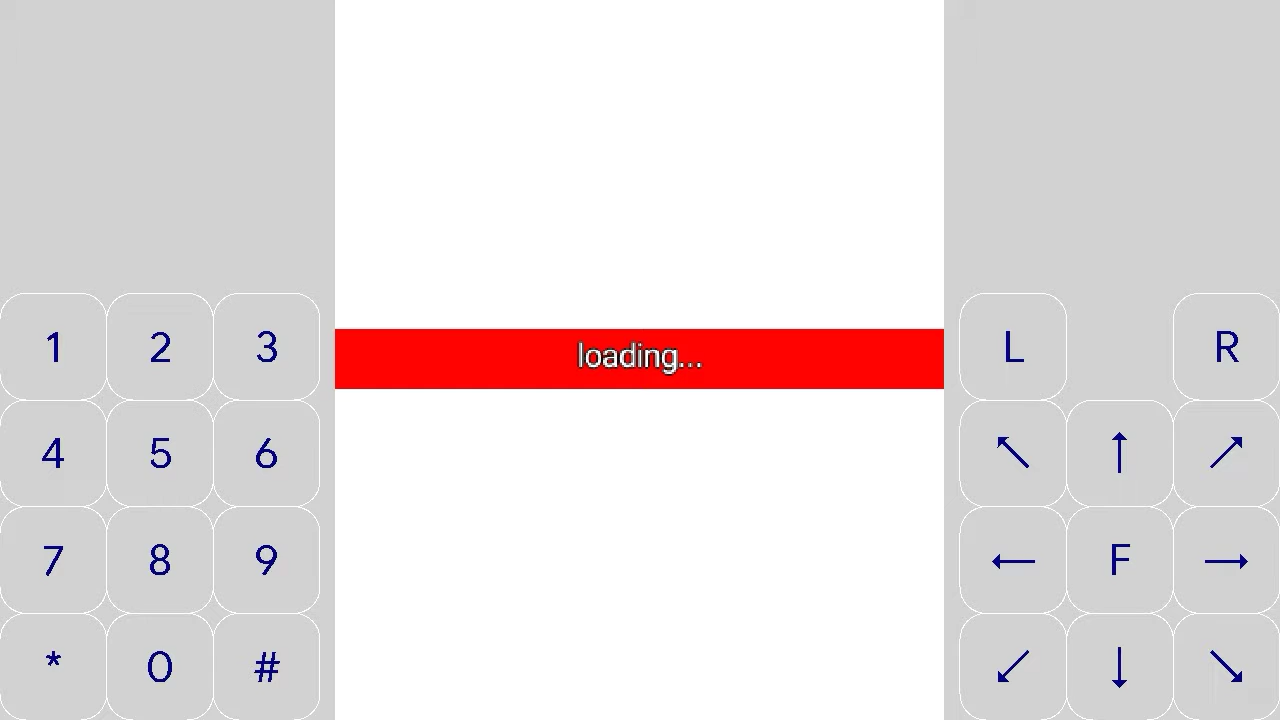 loading...
1 2 3
4 5 6
7 8 9
* 0 #
L R
↖ ↑ ↗
← F →
↙ ↓ ↘